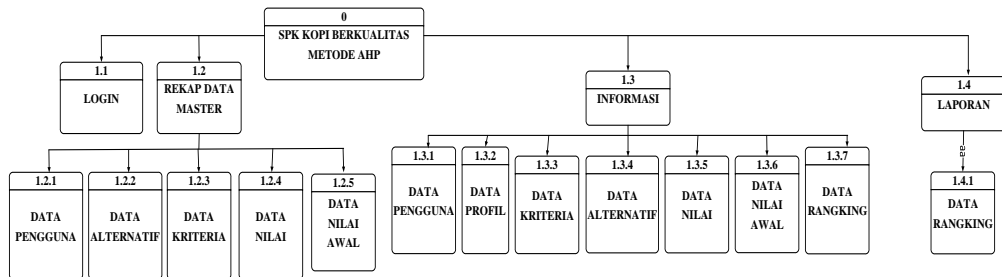 0
SPK KOPI BERKUALITAS
METODE AHP
1.1
LOGIN
1.2
REKAP DATA
MASTER
1.3
INFORMASI
1.4
LAPORAN
1.2.1
DATA
PENGGUNA
1.2.2
DATA
ALTERNATIF
1.2.3
DATA
KRITERIA
1.2.4
DATA
NILAI
1.2.5
DATA
NILAI
AWAL
1.3.1
DATA
PENGGUNA
1.3.2
DATA
PROFIL
1.3.3
DATA
KRITERIA
1.3.4
DATA
ALTERNATIF
1.3.5
DATA
NILAI
1.3.6
DATA
NILAI
AWAL
1.3.7
DATA
RANGKING
aa
1.4.1
DATA
RANGKING